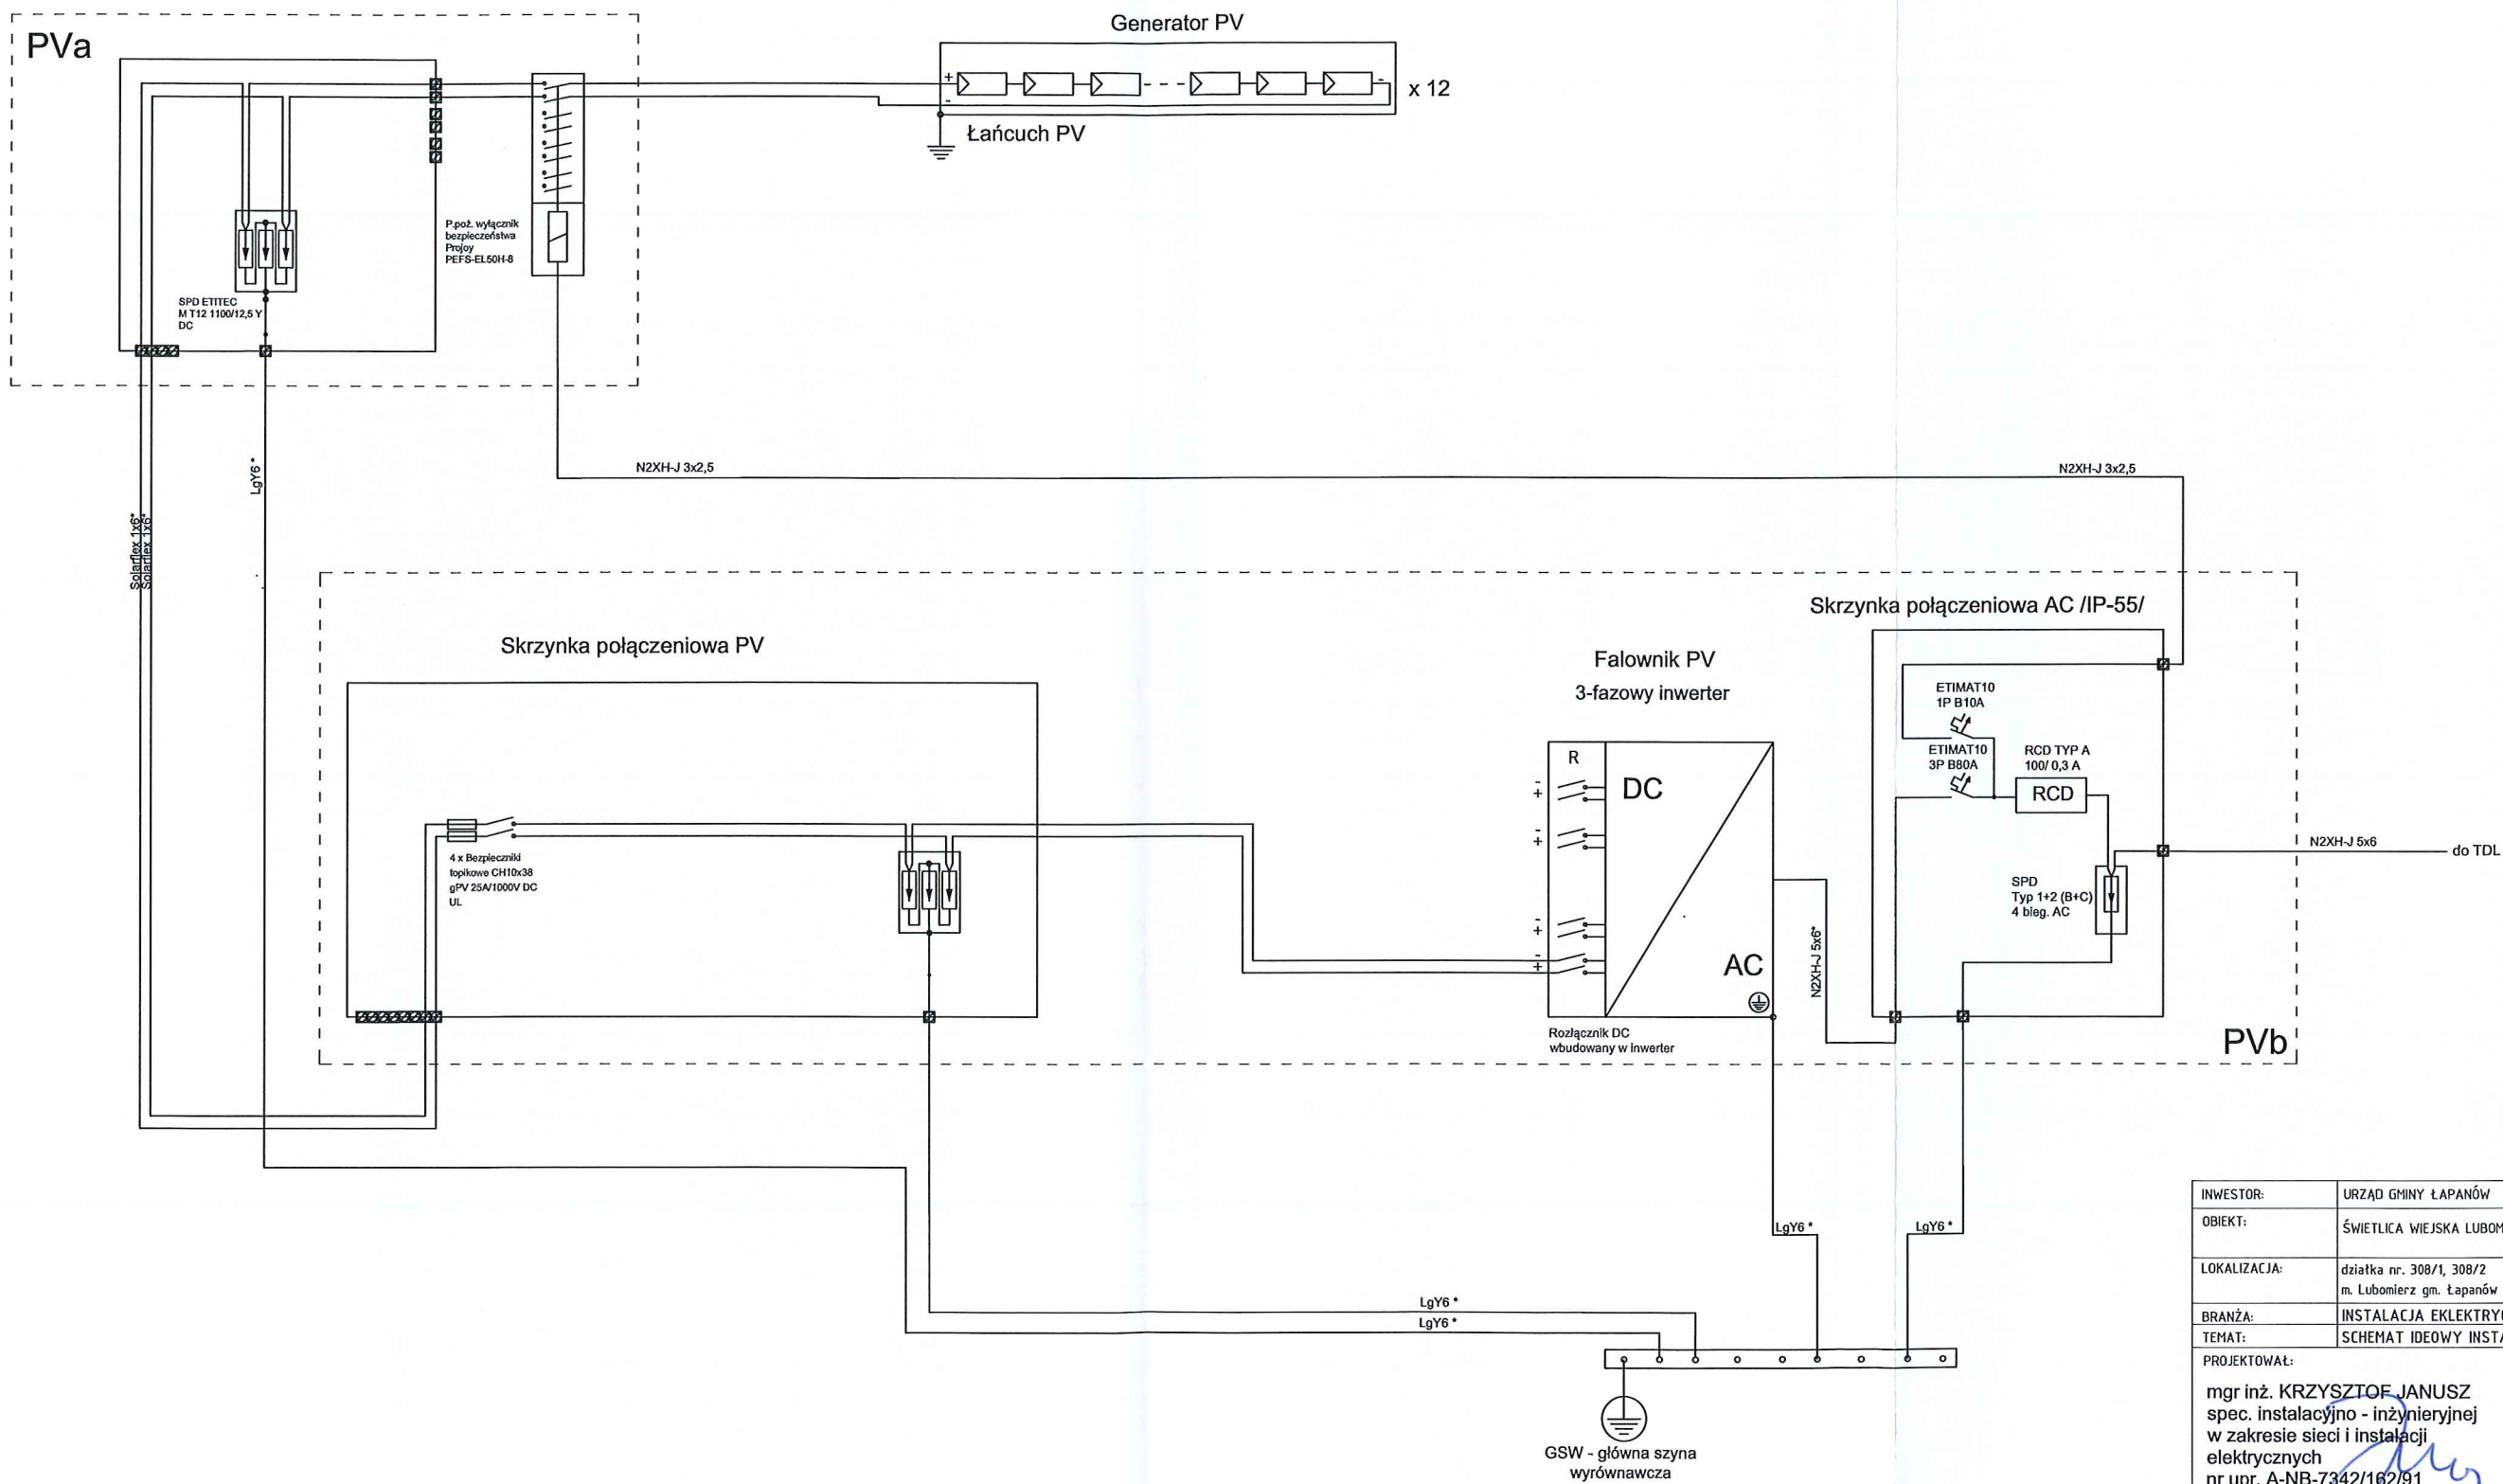 PVa
Generator PV
+
-
-
x 12
Łańcuch PV
P.poż. wyłącznik
bezpieczeństwa
Projoy
PEFS-EL50H-8
SPD ETITEC
M T12 1100/12,5 Y
DC
LgY6 *
Solarflex 1x6*
Solarflex 1x6*
N2XH-J 3x2,5
N2XH-J 3x2,5
Skrzynka połączeniowa PV
4 x Bezpieczniki
topikowe CH10x38
gPV 25A/1000V DC
UL
Falownik PV
3-fazowy inwerter
R
DC
-
+
-
+
-
+
-
+
AC
Rozłącznik DC
wbudowany w inwerter
N2XH-J 5x6*
Skrzynka połączeniowa AC /IP-55/
ETIMAT10
1P B10A
ETIMAT10
3P B80A
RCD TYP A
100/ 0,3 A
RCD
SPD
Typ 1+2 (B+C)
4 bieg. AC
N2XH-J 5x6
do TDL
PVb
LgY6 *
LgY6 *
LgY6 *
LgY6 *
GSW - główna szyna
wyrównawcza
INWESTOR: URZĄD GMINY ŁAPANÓW
OBIEKT: ŚWIETLICA WIEJSKA
LOKALIZACJA: działka nr. 308/1, 308/2
m. Lubomierz gm. Łapanów
BRANŻA: INSTALACJA
TEMAT: SCHEMAT IDEOWY
PROJEKTOWAŁ:
mgr inż. KRZYSZTOF JANUSZ
spec. instalacyjno - inżynieryjnej
w zakresie sieci i instalacji
elektrycznych
nr upr. A-NB-7342/162/91